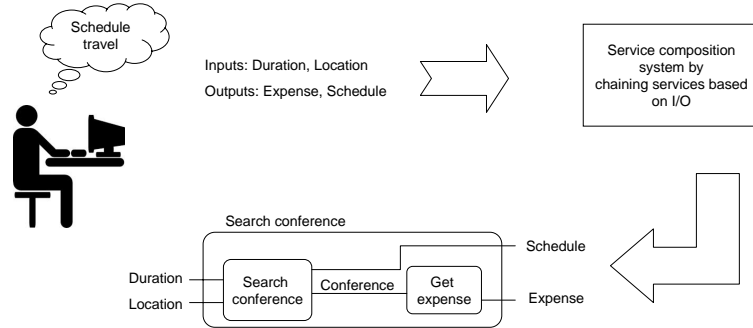 Schedule
travel
Inputs: Duration, Location
Outputs: Expense, Schedule
Service composition
system by
chaining services based
on I/O
Search conference
Duration
Location
Search
conference
Conference
Get
expense
Schedule
Expense